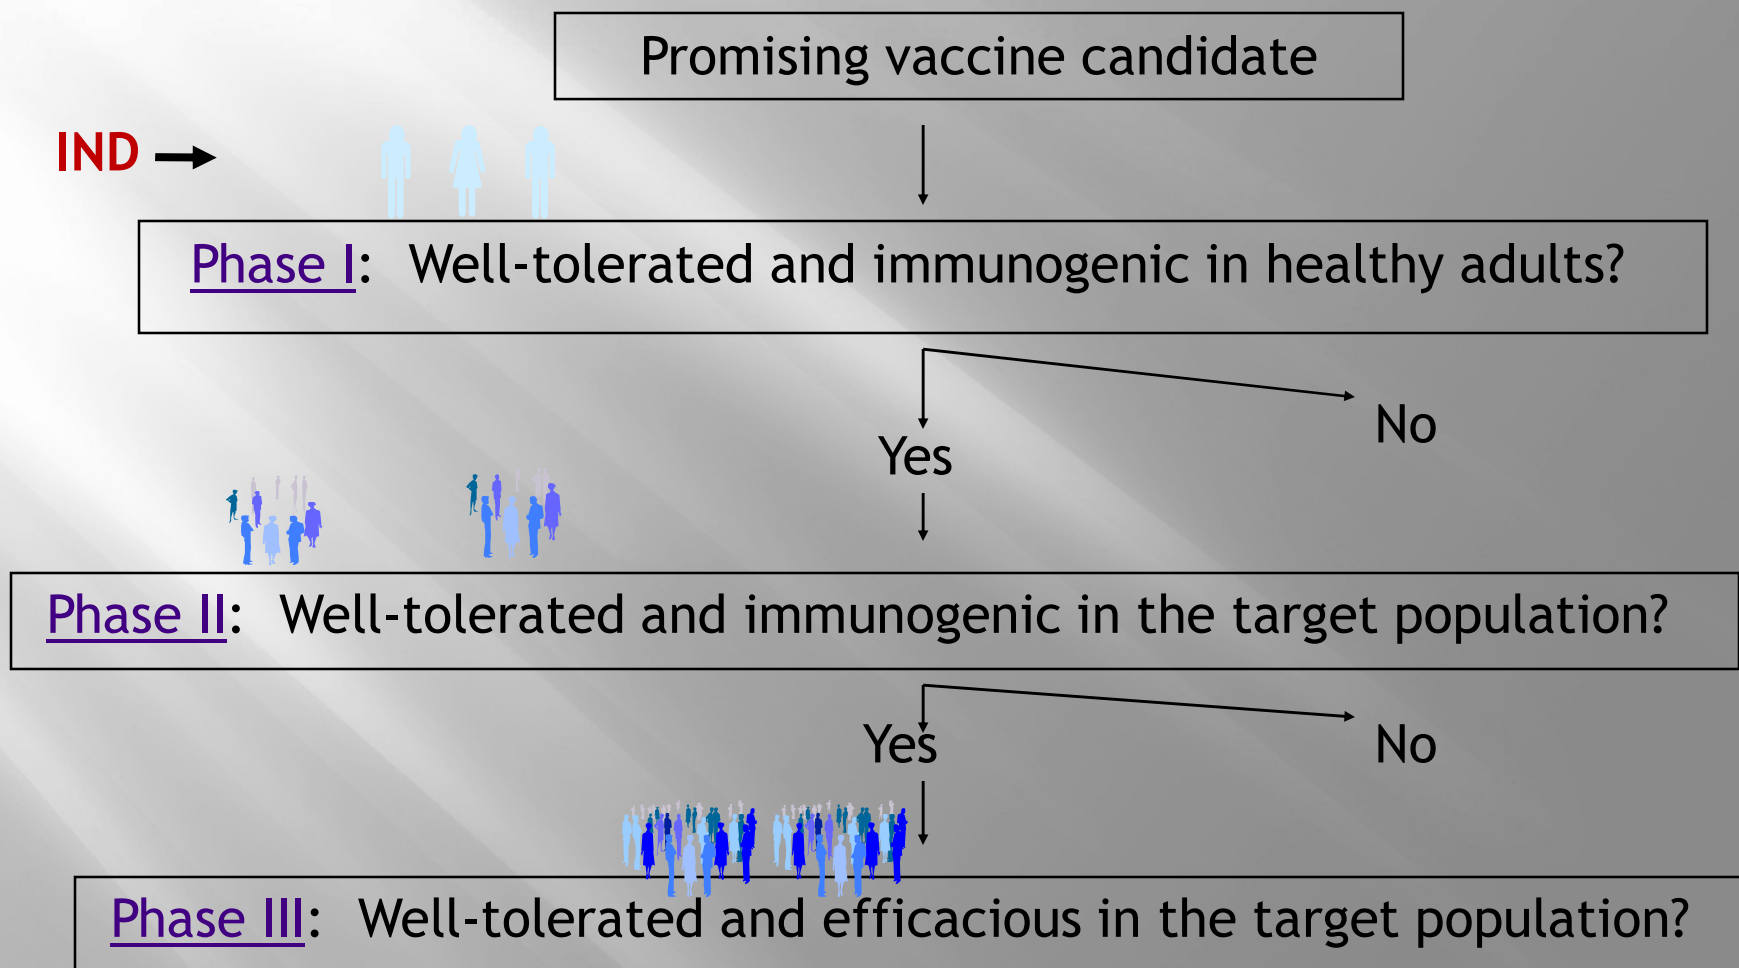 Promising vaccine candidate
IND
Phase I: Well-tolerated and immunogenic in healthy adults?
No
Yes
Phase II: Well-tolerated and immunogenic in the target population?
Yes
No
Phase III: Well-tolerated and efficacious in the target population?